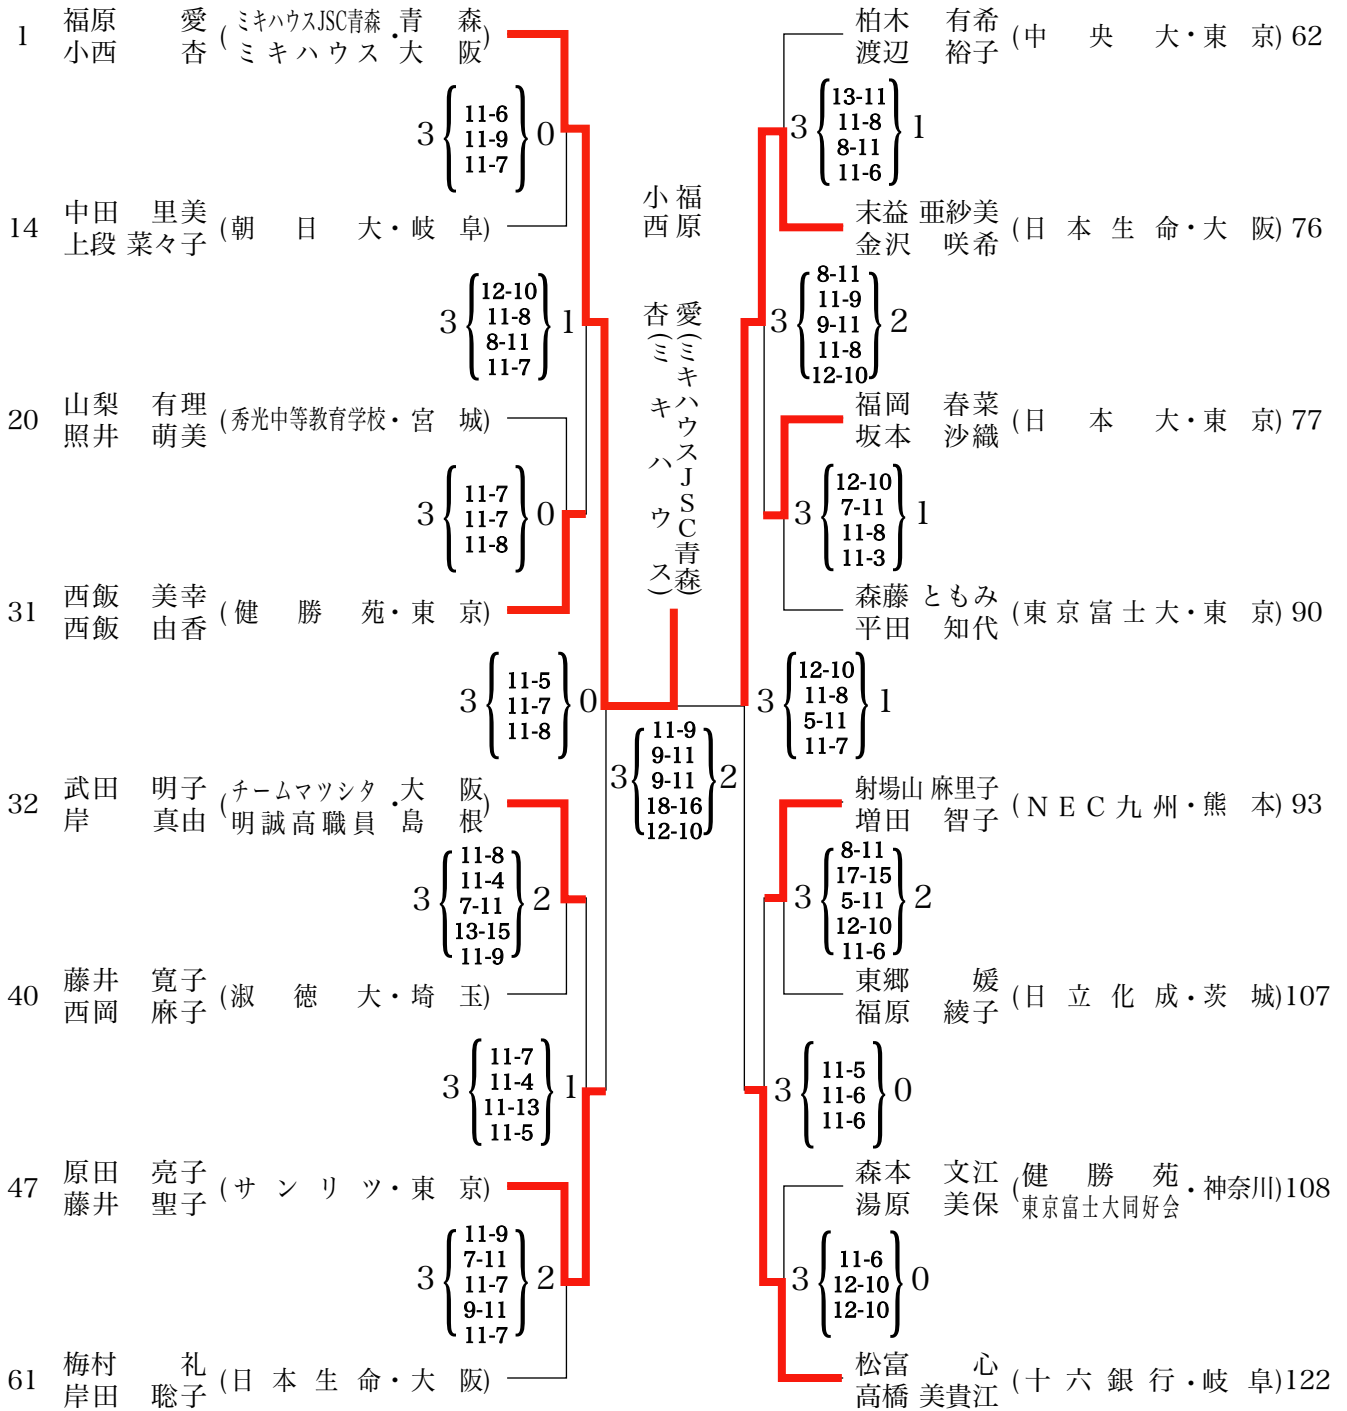 1 福原 愛 (ミキハウスJSC青森・青 森)
小西 杏 (ミキハウス・大 阪)
3 11-6 0
11-9
11-7
14 中田 里美 (朝 日 大・岐 阜)
上段 菜々子
3 12-10 1
11-8
8-11
11-7
20 山梨 有理 (秀光中等教育学校・宮 城)
照井 萌美
3 11-7 0
11-7
11-8
31 西飯 美幸 (健 勝 苑・東 京)
西飯 由香
3 11-5 0
11-7
11-8
32 武田 明子 (チームマツシタ・大 阪)
岸 真由 (明誠高職員・島 根)
3 11-8 2
11-4
7-11
13-15
11-9
40 藤井 寛子 (淑 徳 大・埼 玉)
西岡 麻子
3 11-7 1
11-4
11-13
11-5
47 原田 亮子 (サ ン リ ツ・東 京)
藤井 聖子
3 11-9 2
7-11
11-7
9-11
11-7
61 梅村 礼 (日 本 生 命・大 阪)
岸田 聡子
福原 愛(ミキハウスJSC青森)
小西 杏(ミキハウス)
3 11-9 2
9-11
9-11
18-16
12-10
柏木 有希 (中 央 大・東 京) 62
渡辺 裕子
3 13-11 1
11-8
8-11
11-6
末益 亜紗美 (日 本 生 命・大 阪) 76
金沢 咲希
3 8-11 2
11-9
9-11
11-8
12-10
福岡 春菜 (日 本 大・東 京) 77
坂本 沙織
3 12-10 1
7-11
11-8
11-3
森藤 ともみ (東京富士大・東 京) 90
平田 知代
3 12-10 1
11-8
5-11
11-7
射場山 麻里子 (NEC九州・熊 本) 93
増田 智子
3 8-11 2
17-15
5-11
12-10
11-6
東郷 媛 (日 立 化 成・茨 城)107
福原 綾子
3 11-5 0
11-6
11-6
森本 文江 (健 勝 苑・神奈川)108
湯原 美保 東京富士大同好会
3 11-6 0
12-10
12-10
松富 心 (十 六 銀 行・岐 阜)122
高橋 美貴江